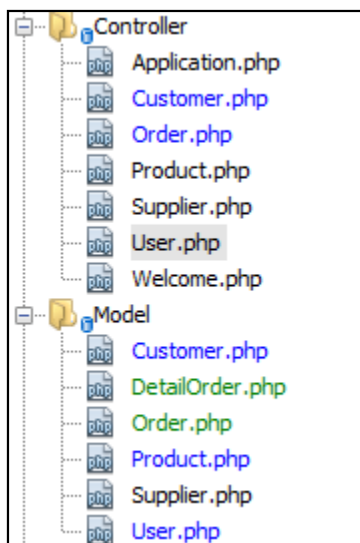 Controller
Application.php
Customer.php
Order.php
Product.php
Supplier.php
User.php
Welcome.php
Model
Customer.php
DetailOrder.php
Order.php
Product.php
Supplier.php
User.php